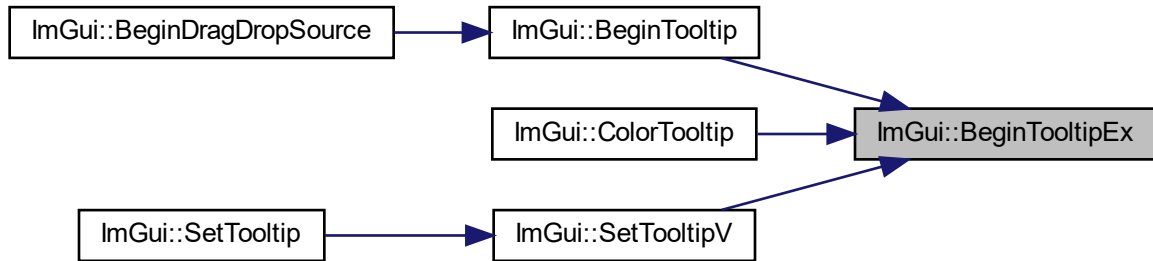 ImGui::BeginDragDropSource
ImGui::BeginTooltip
ImGui::ColorTooltip
ImGui::BeginTooltipEx
ImGui::SetTooltip
ImGui::SetTooltipV